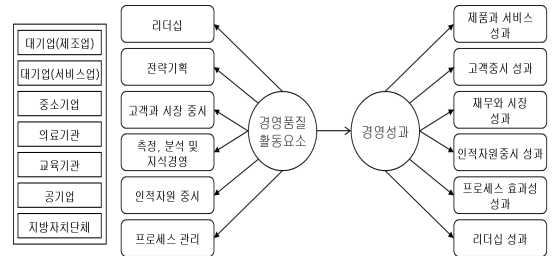 대기업(제조업)
대기업(서비스업)
중소기업
의료기관
교육기관
공기업
지방자치단체
리더십
전략기획
고객과 시장 중시
측정, 분석 및
지식경영
인적자원 중시
프로세스 관리
경영품질
활동요소
경영성과
제품과 서비스
성과
고객중시 성과
재무와 시장
성과
인적자원중시 성과
프로세스 효과성
성과
리더십 성과